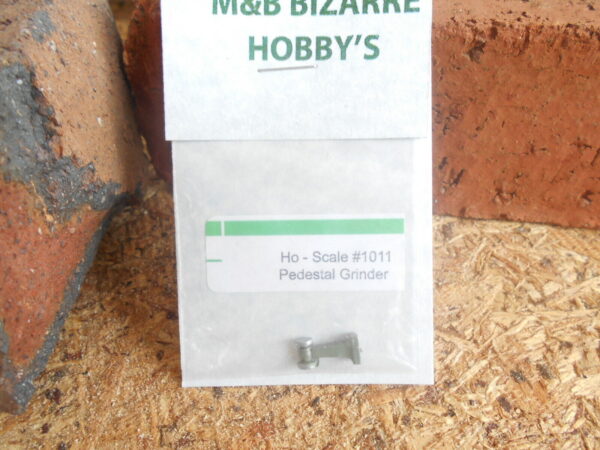 M&B BIZARRE
HOBBY'S
Ho - Scale #1011
Pedestal Grinder